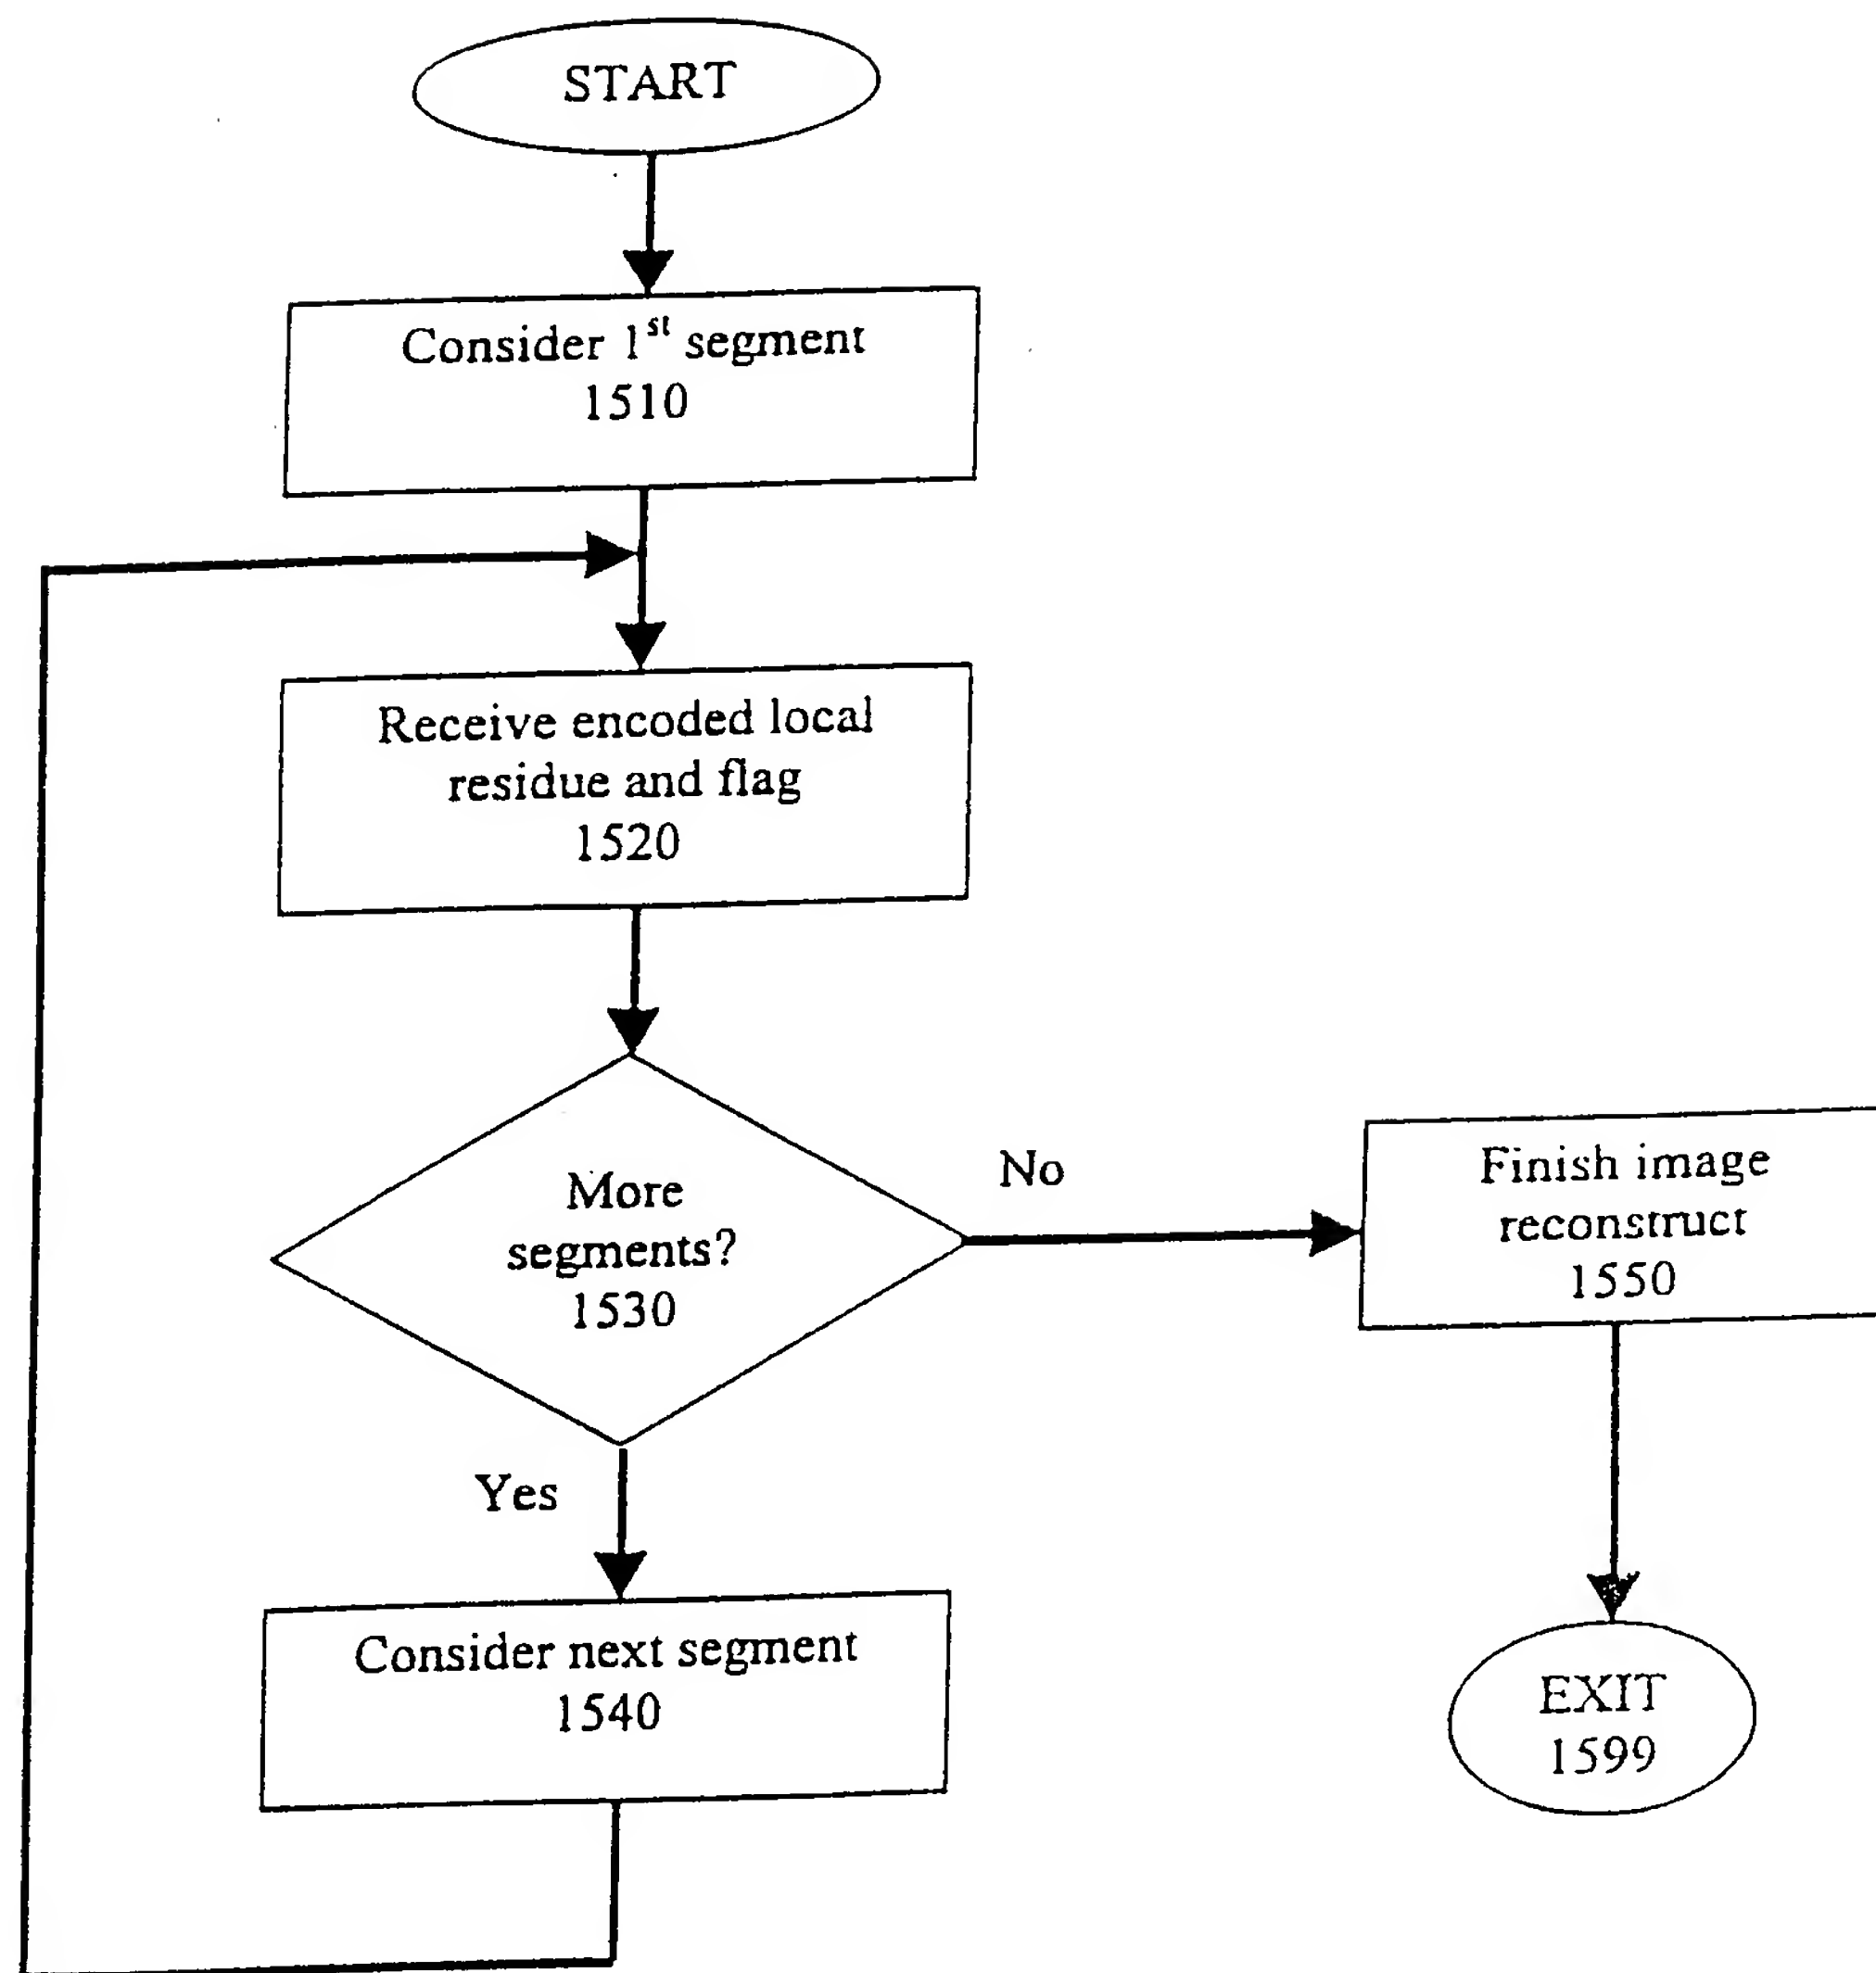 START
Consider 1st segment
1510
Receive encoded local
residue and flag
1520
More
segments?
1530
No
Finish image
reconstruct
1550
Yes
Consider next segment
1540
EXIT
1599